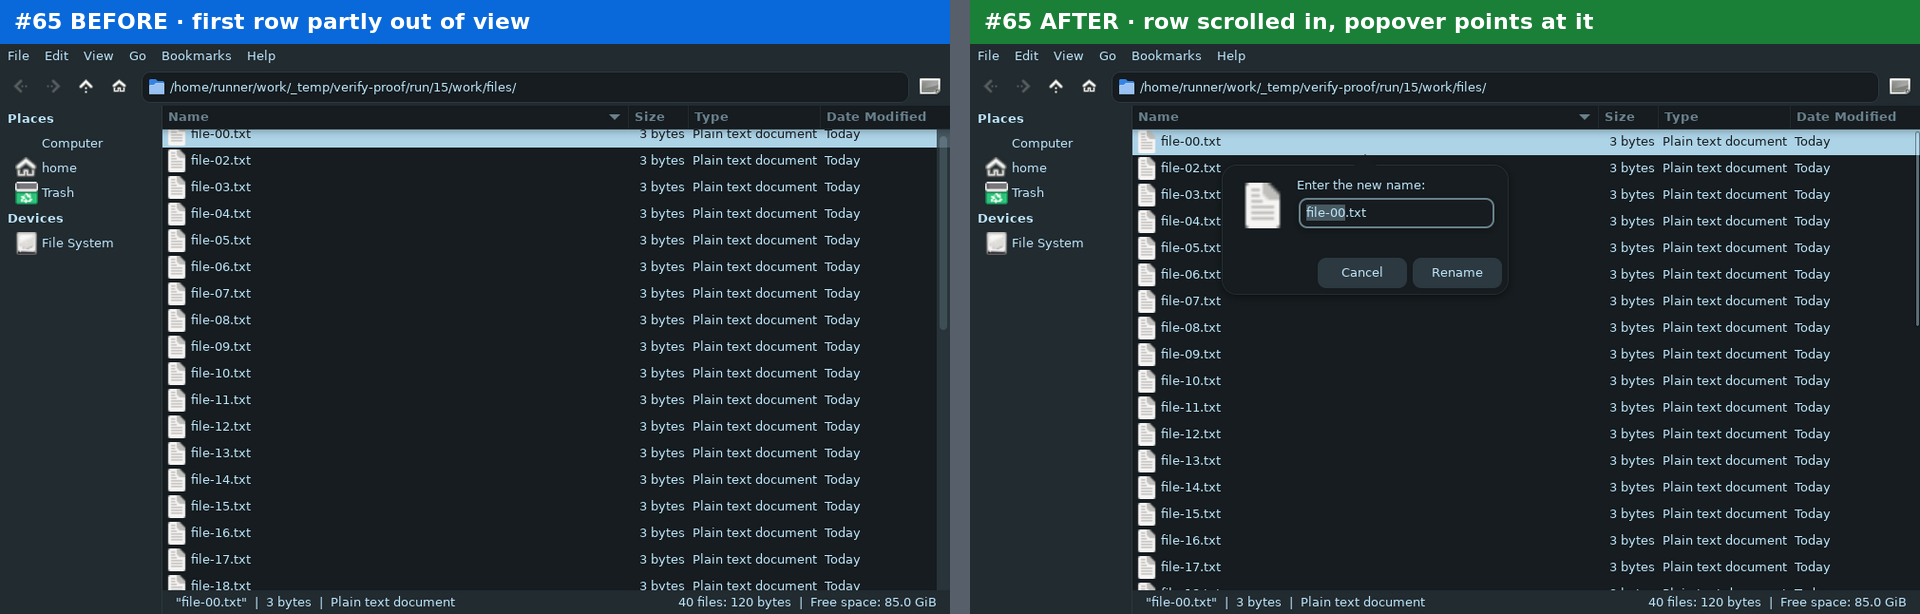 #65 BEFORE · first row partly out of view
File Edit View Go Bookmarks Help
/home/runner/work/_temp/verify-proof/run/15/work/files/
Places
Computer
home
Trash
Devices
File System
Name Size Type Date Modified
file-00.txt 3 bytes Plain text document Today
file-02.txt 3 bytes Plain text document Today
file-03.txt 3 bytes Plain text document Today
file-04.txt 3 bytes Plain text document Today
file-05.txt 3 bytes Plain text document Today
file-06.txt 3 bytes Plain text document Today
file-07.txt 3 bytes Plain text document Today
file-08.txt 3 bytes Plain text document Today
file-09.txt 3 bytes Plain text document Today
file-10.txt 3 bytes Plain text document Today
file-11.txt 3 bytes Plain text document Today
file-12.txt 3 bytes Plain text document Today
file-13.txt 3 bytes Plain text document Today
file-14.txt 3 bytes Plain text document Today
file-15.txt 3 bytes Plain text document Today
file-16.txt 3 bytes Plain text document Today
file-17.txt 3 bytes Plain text document Today
file-18.txt 3 bytes Plain text document Today
"file-00.txt" | 3 bytes | Plain text document 40 files: 120 bytes | Free space: 85.0 GiB
#65 AFTER · row scrolled in, popover points at it
File Edit View Go Bookmarks Help
/home/runner/work/_temp/verify-proof/run/15/work/files/
Places
Computer
home
Trash
Devices
File System
Name Size Type Date Modified
file-00.txt 3 bytes Plain text document Today
file-02.txt 3 bytes Plain text document Today
file-03.txt 3 bytes Plain text document Today
file-04.txt 3 bytes Plain text document Today
file-05.txt 3 bytes Plain text document Today
file-06.txt 3 bytes Plain text document Today
file-07.txt 3 bytes Plain text document Today
file-08.txt 3 bytes Plain text document Today
file-09.txt 3 bytes Plain text document Today
file-10.txt 3 bytes Plain text document Today
file-11.txt 3 bytes Plain text document Today
file-12.txt 3 bytes Plain text document Today
file-13.txt 3 bytes Plain text document Today
file-14.txt 3 bytes Plain text document Today
file-15.txt 3 bytes Plain text document Today
file-16.txt 3 bytes Plain text document Today
file-17.txt 3 bytes Plain text document Today
Enter the new name:
file-00.txt
Cancel Rename
"file-00.txt" | 3 bytes | Plain text document 40 files: 120 bytes | Free space: 85.0 GiB